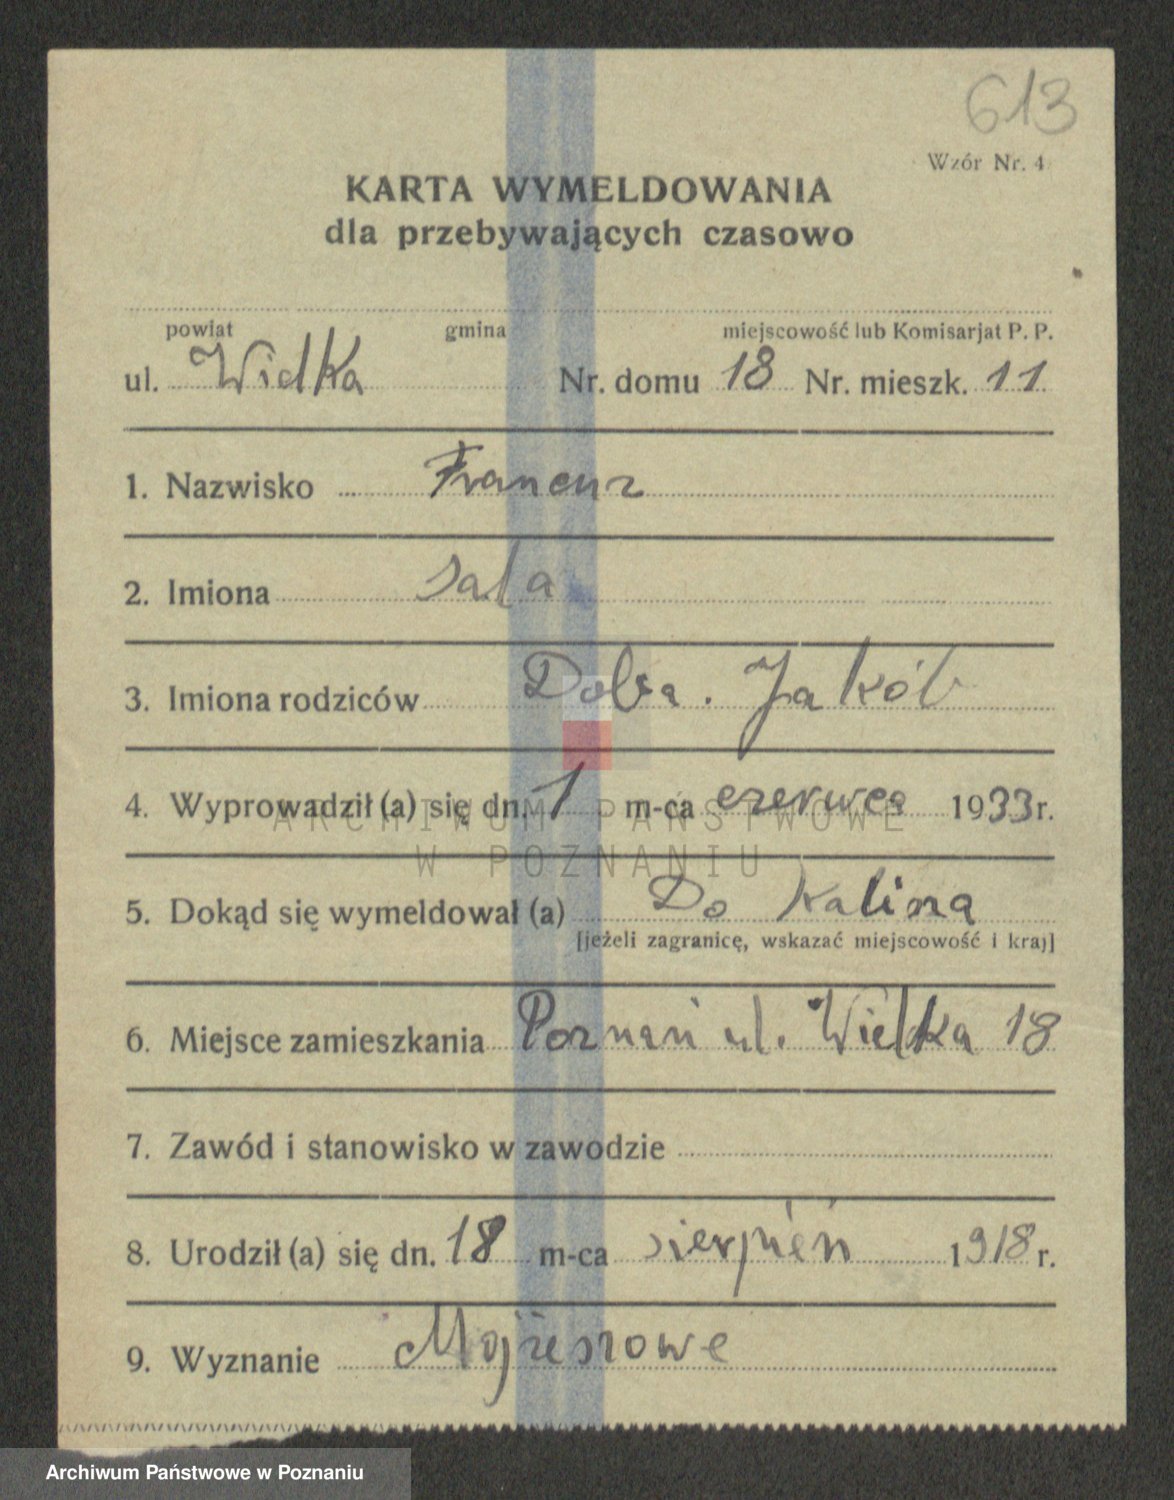 613
Wzór Nr. 4
KARTA WYMELDOWANIA
dla przebywających czasowo
powiat gmina miejscowość lub Komisarjat P. P.
ul. Wielka Nr. domu 18 Nr. mieszk. 11
1. Nazwisko Francuz
2. Imiona Sala
3. Imiona rodziców Doba. Jakób
4. Wyprowadził (a) się dn. 1 m-ca czerwca 1933 r.
ARCHIWUM PAŃSTWOWE
W POZNANIU
5. Dokąd się wymeldował (a) Do Kalisza
[jeżeli zagranicę, wskazać miejscowość i kraj]
6. Miejsce zamieszkania Poznań ul. Wielka 18
7. Zawód i stanowisko w zawodzie
8. Urodził (a) się dn. 18 m-ca sierpień 1918 r.
9. Wyznanie Mojżeszowe
Archiwum Państwowe w Poznaniu